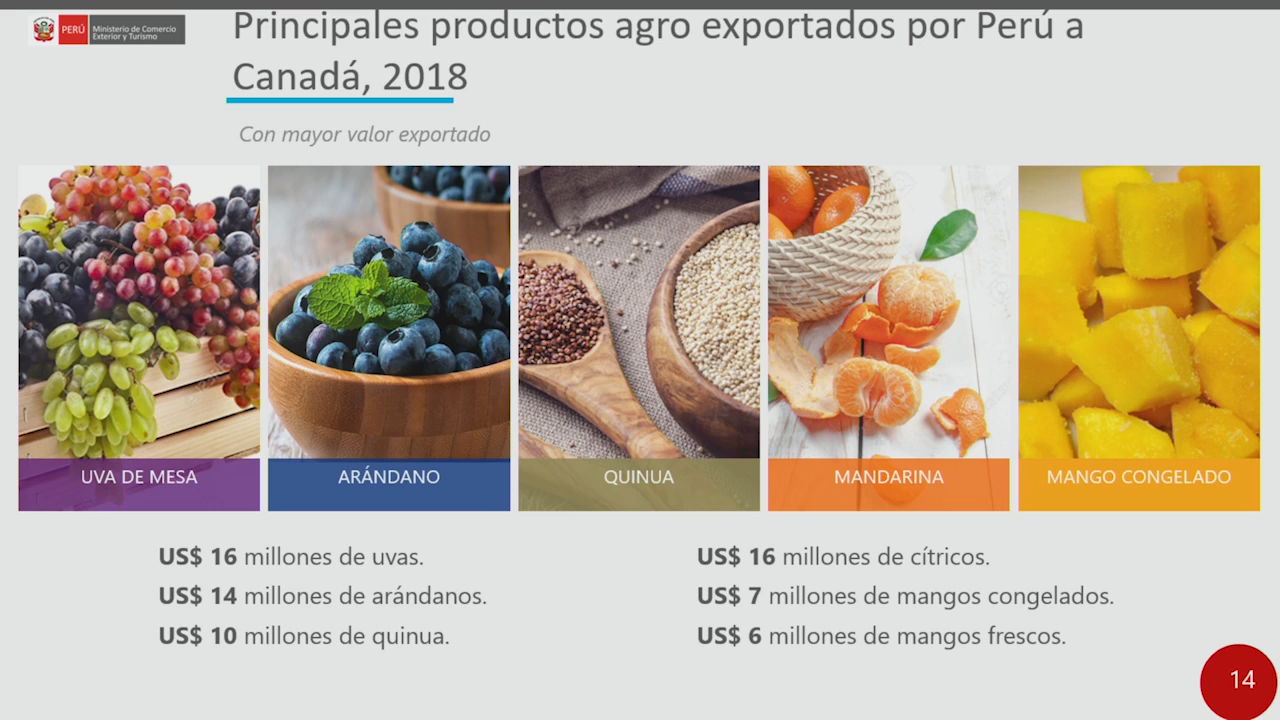 PERÚ
Ministerio de Comercio
Exterior y Turismo
Principales productos agro exportados por Perú a
Canadá, 2018
Con mayor valor exportado
UVA DE MESA
ARÁNDANO
QUINUA
MANDARINA
MANGO CONGELADO
US$ 16 millones de uvas.
US$ 14 millones de arándanos.
US$ 10 millones de quinua.
US$ 16 millones de cítricos.
US$ 7 millones de mangos congelados.
US$ 6 millones de mangos frescos.
14